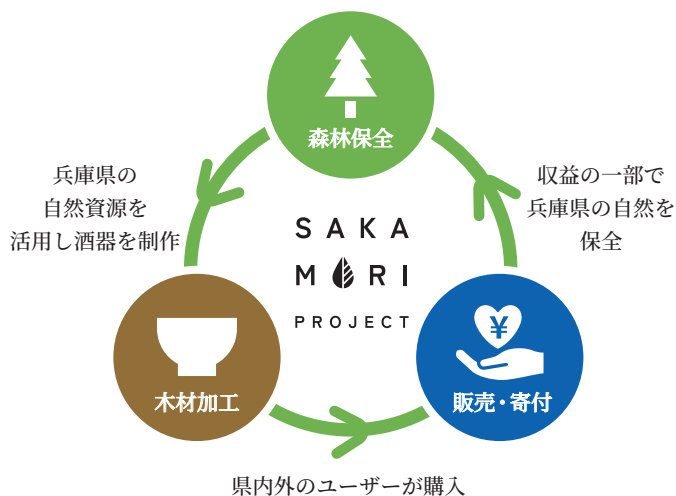 森林保全
兵庫県の
自然資源を
活用し酒器を制作
収益の一部で
兵庫県の自然を
保全
SAKA
MORI
PROJECT
¥
木材加工
販売・寄付
県内外のユーザーが購入